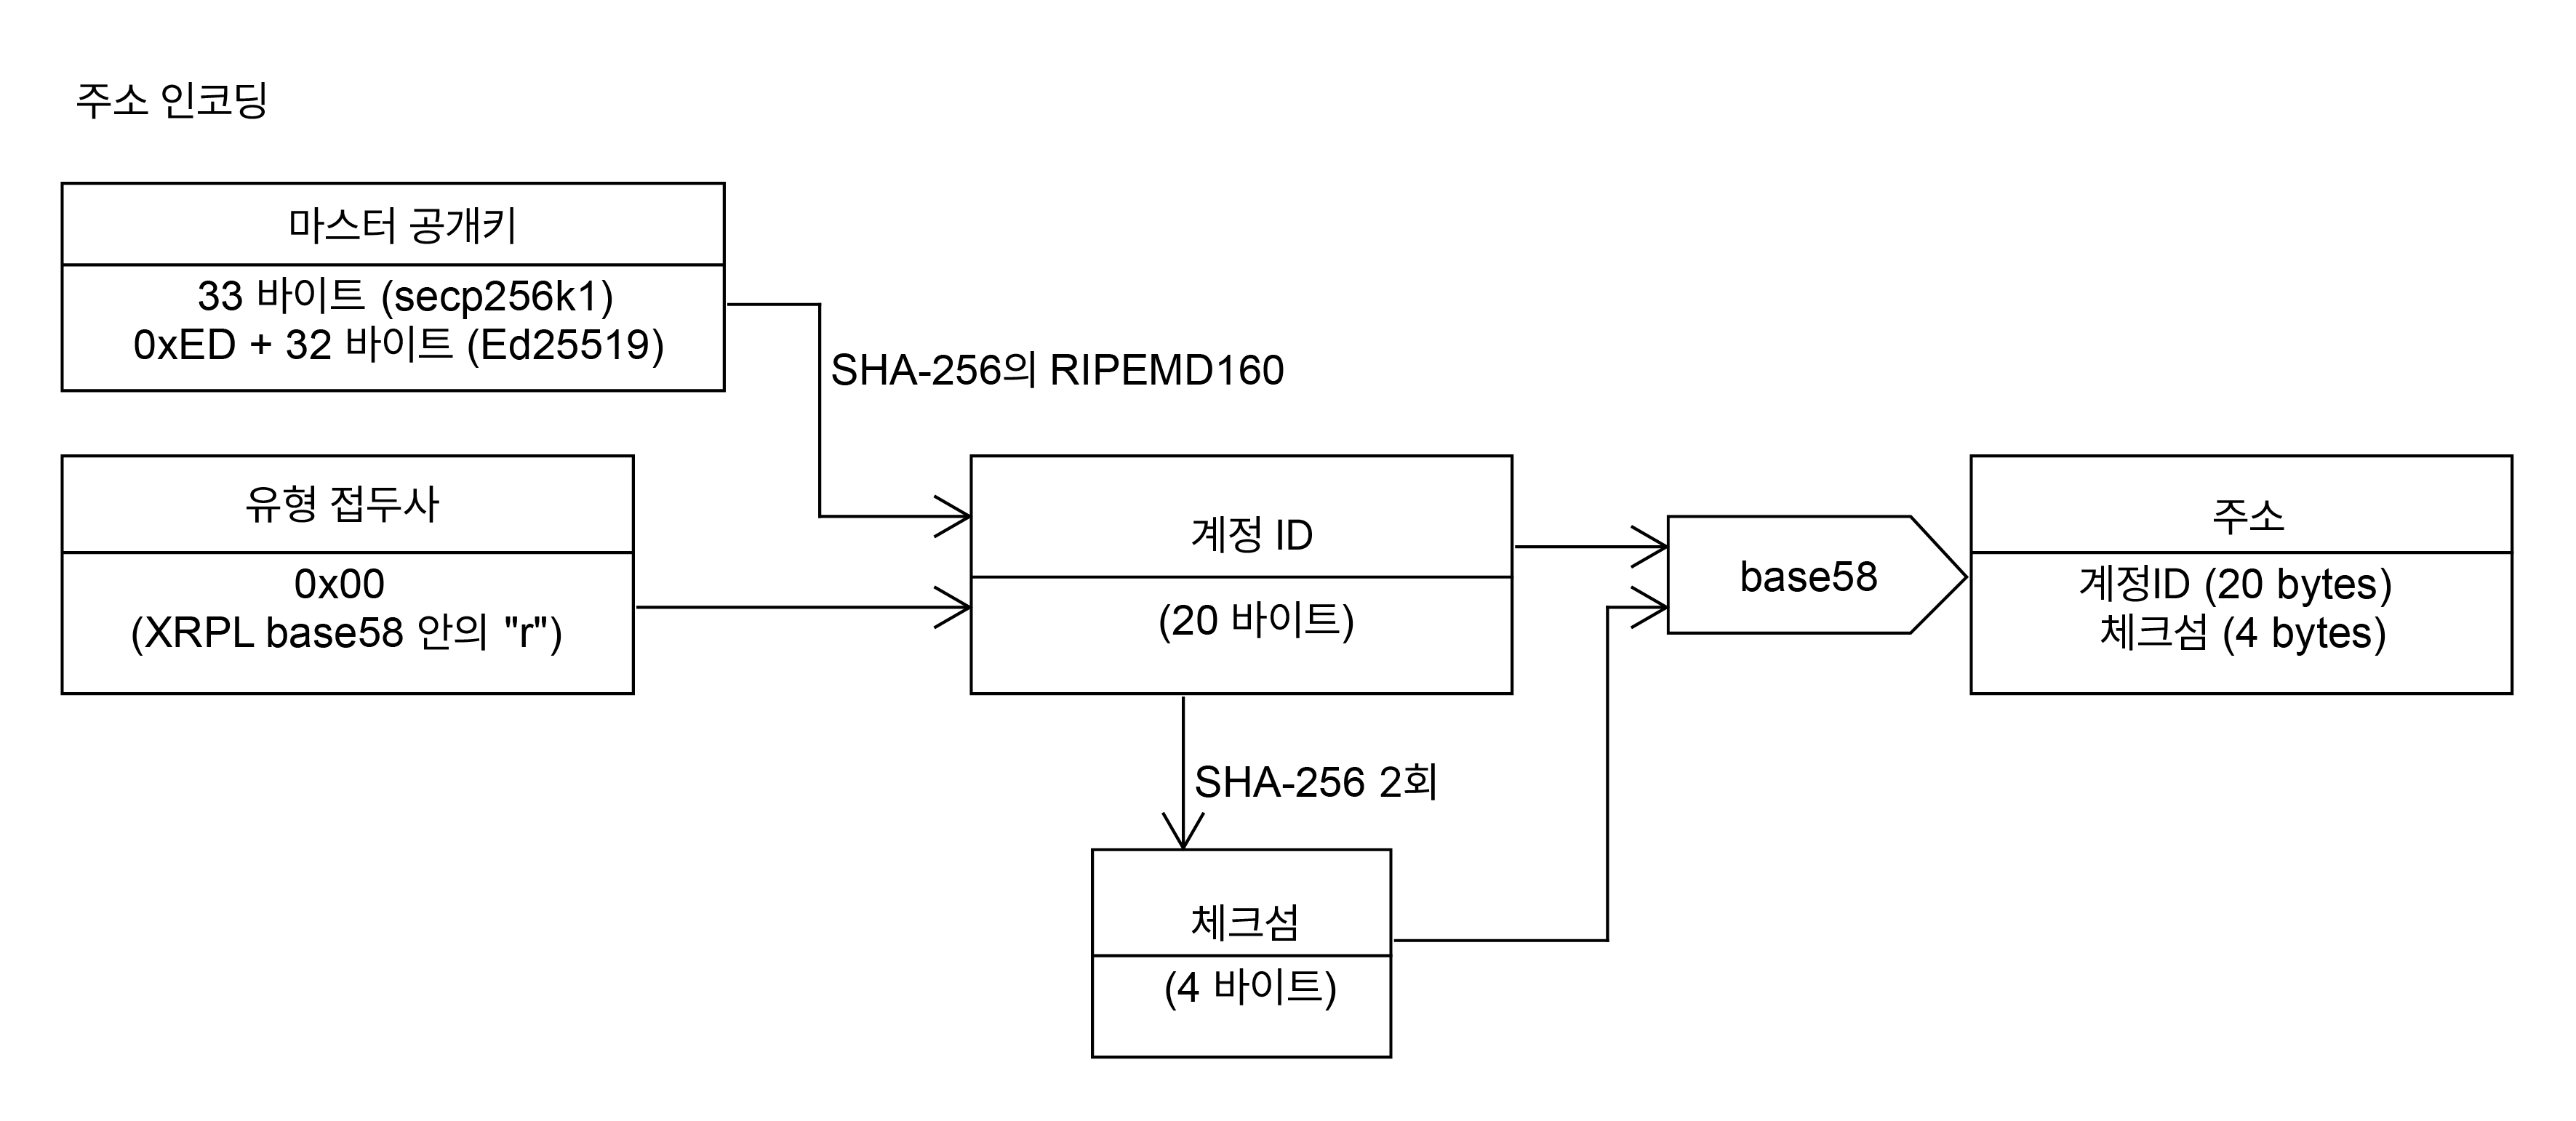 주소 인코딩
마스터 공개키
33 바이트 (secp256k1)
0xED + 32 바이트 (Ed25519)
SHA-256의 RIPEMD160
유형 접두사
0x00
(XRPL base58 안의 "r")
계정 ID
(20 바이트)
base58
주소
계정ID (20 bytes)
체크섬 (4 bytes)
SHA-256 2회
체크섬
(4 바이트)